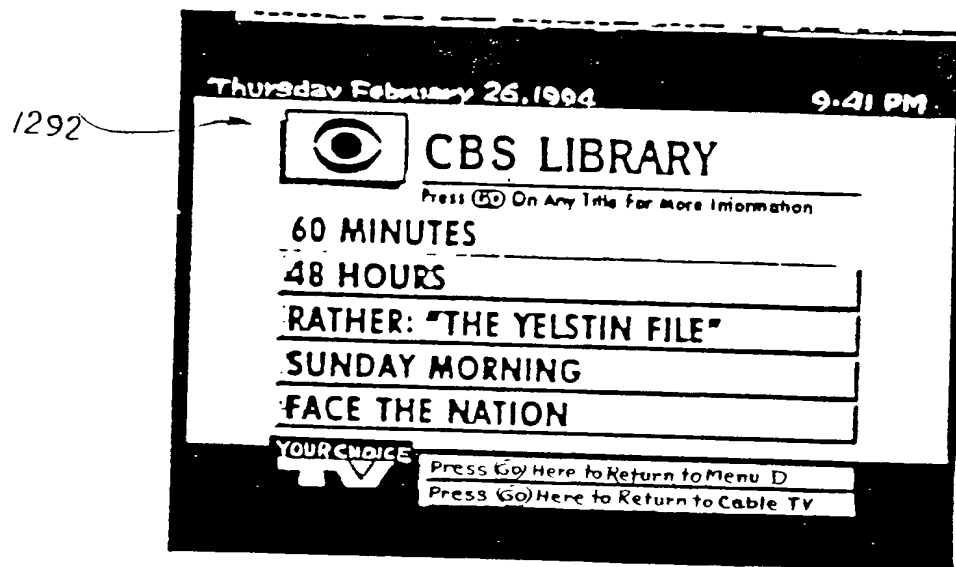 Thursday February 26, 1994
9:41 PM
1292
CBS LIBRARY
Press Go On Any Title for More Information
60 MINUTES
48 HOURS
RATHER: "THE YELSTIN FILE"
SUNDAY MORNING
FACE THE NATION
YOUR CHOICE
TV
Press Go Here to Return to Menu D
Press Go Here to Return to Cable TV